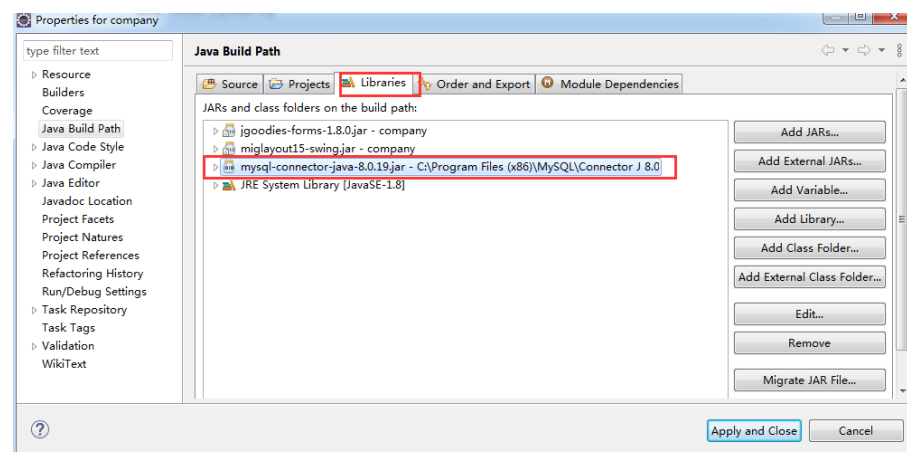 Properties for company
type filter text
Java Build Path
Resource
Builders
Coverage
Java Build Path
Java Code Style
Java Compiler
Java Editor
Javadoc Location
Project Facets
Project Natures
Project References
Refactoring History
Run/Debug Settings
Task Repository
Task Tags
Validation
WikiText
Source Projects Libraries Order and Export Module Dependencies
JARs and class folders on the build path:
jgoodies-forms-1.8.0.jar - company
miglayout15-swing.jar - company
mysql-connector-java-8.0.19.jar - C:\Program Files (x86)\MySQL\Connector J 8.0
JRE System Library [JavaSE-1.8]
Add JARs...
Add External JARs...
Add Variable...
Add Library...
Add Class Folder...
Add External Class Folder...
Edit...
Remove
Migrate JAR File...
Apply and Close
Cancel